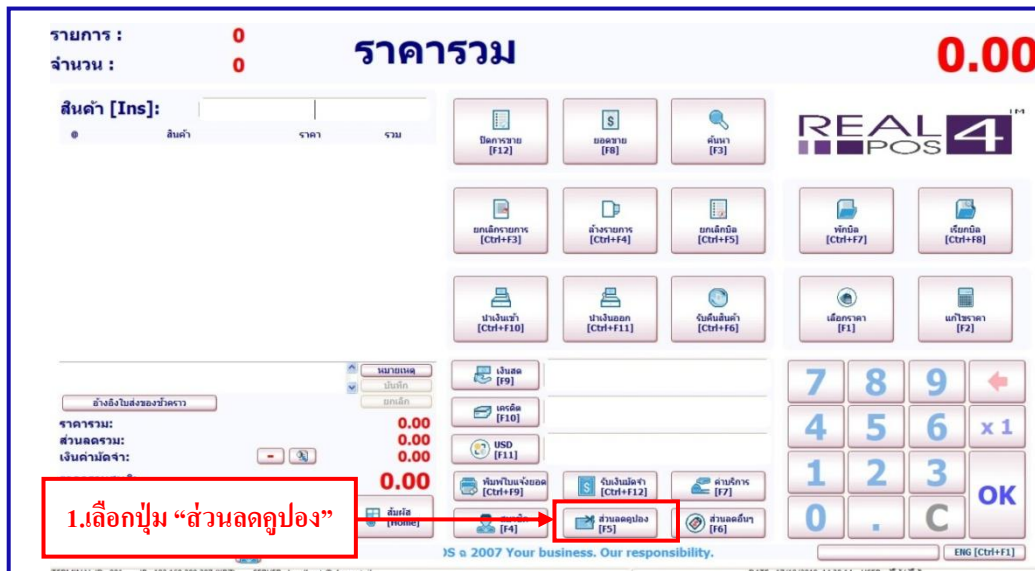 รายการ : 0
จำนวน : 0
ราคารวม
0.00
สินค้า [Ins]:
@ สินค้า ราคา รวม
ปิดการขาย
[F12]
ยอดขาย
[F8]
ค้นหา
[F3]
REAL 4 TM
POS
ยกเลิกรายการ
[Ctrl+F3]
ล้างรายการ
[Ctrl+F4]
ยกเลิกบิล
[Ctrl+F5]
พักบิล
[Ctrl+F7]
เรียกบิล
[Ctrl+F8]
นำเงินเข้า
[Ctrl+F10]
นำเงินออก
[Ctrl+F11]
รับคืนสินค้า
[Ctrl+F6]
เลือกราคา
[F1]
แก้ไขราคา
[F2]
หมายเหตุ
บันทึก
ยกเลิก
อ้างอิงใบส่งของชั่วคราว
ราคารวม: 0.00
ส่วนลดรวม: 0.00
เงินค่ามัดจำ: - 0.00
0.00
เงินสด
[F9]
เครดิต
[F10]
USD
[F11]
พิมพ์ใบแจ้งยอด
[Ctrl+F9]
รับเงินมัดจำ
[Ctrl+F12]
ค่าบริการ
[F7]
สัมผัส
[Home]
[F4]
ส่วนลดคูปอง
[F5]
ส่วนลดอื่นๆ
[F6]
7 8 9
4 5 6 x 1
1 2 3 OK
0 . C
1.เลือกปุ่ม “ส่วนลดคูปอง”
2007 Your business. Our responsibility.
ENG [Ctrl+F1]